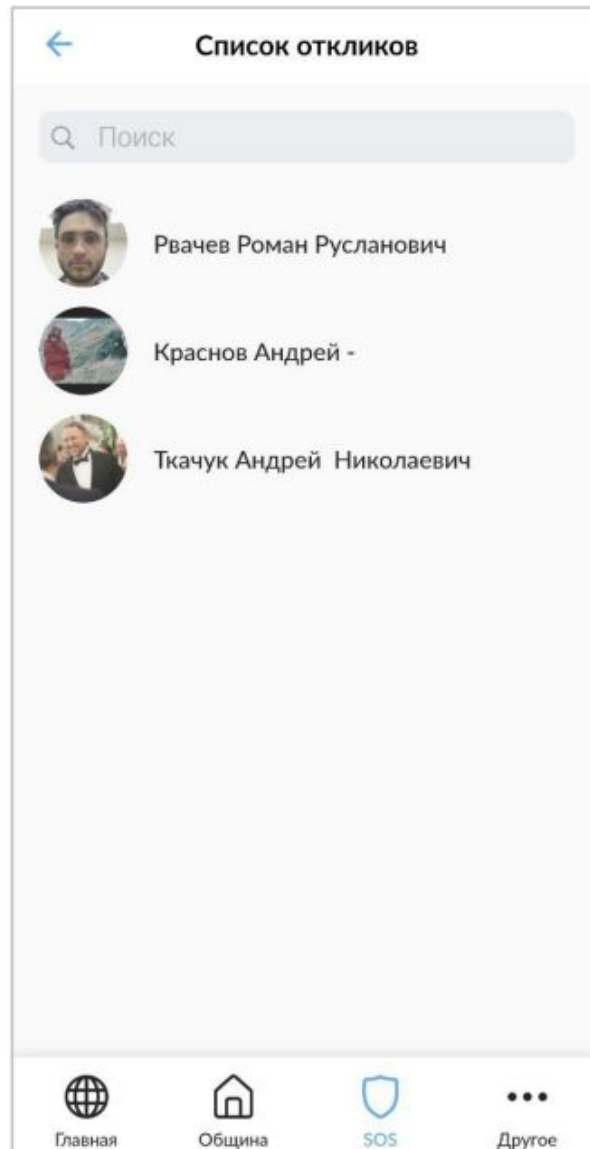 Список откликов
Поиск
Рвачев Роман Русланович
Краснов Андрей -
Ткачук Андрей  Николаевич
Главная Община SOS Другое